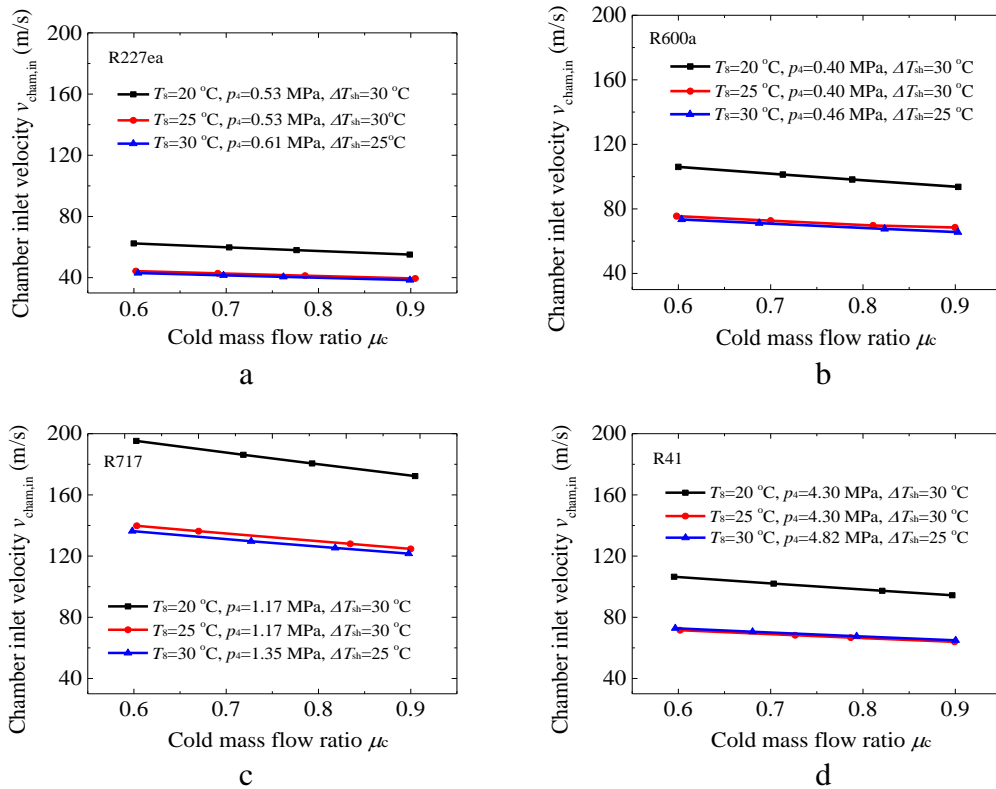 R227ea
T₈=20 °C, p₄=0.53 MPa, ΔTsh=30 °C
T₈=25 °C, p₄=0.53 MPa, ΔTsh=30°C
T₈=30 °C, p₄=0.61 MPa, ΔTsh=25°C
Chamber inlet velocity vcham,in (m/s)
200
160
120
80
40
0.6 0.7 0.8 0.9
Cold mass flow ratio μc
a
R600a
T₈=20 °C, p₄=0.40 MPa, ΔTsh=30 °C
T₈=25 °C, p₄=0.40 MPa, ΔTsh=30 °C
T₈=30 °C, p₄=0.46 MPa, ΔTsh=25 °C
Chamber inlet velocity vcham,in (m/s)
200
160
120
80
40
0.6 0.7 0.8 0.9
Cold mass flow ratio μc
b
R717
T₈=20 °C, p₄=1.17 MPa, ΔTsh=30 °C
T₈=25 °C, p₄=1.17 MPa, ΔTsh=30 °C
T₈=30 °C, p₄=1.35 MPa, ΔTsh=25 °C
Chamber inlet velocity vcham,in (m/s)
200
160
120
80
40
0.6 0.7 0.8 0.9
Cold mass flow ratio μc
c
R41
T₈=20 °C, p₄=4.30 MPa, ΔTsh=30 °C
T₈=25 °C, p₄=4.30 MPa, ΔTsh=30 °C
T₈=30 °C, p₄=4.82 MPa, ΔTsh=25 °C
Chamber inlet velocity vcham,in (m/s)
200
160
120
80
40
0.6 0.7 0.8 0.9
Cold mass flow ratio μc
d